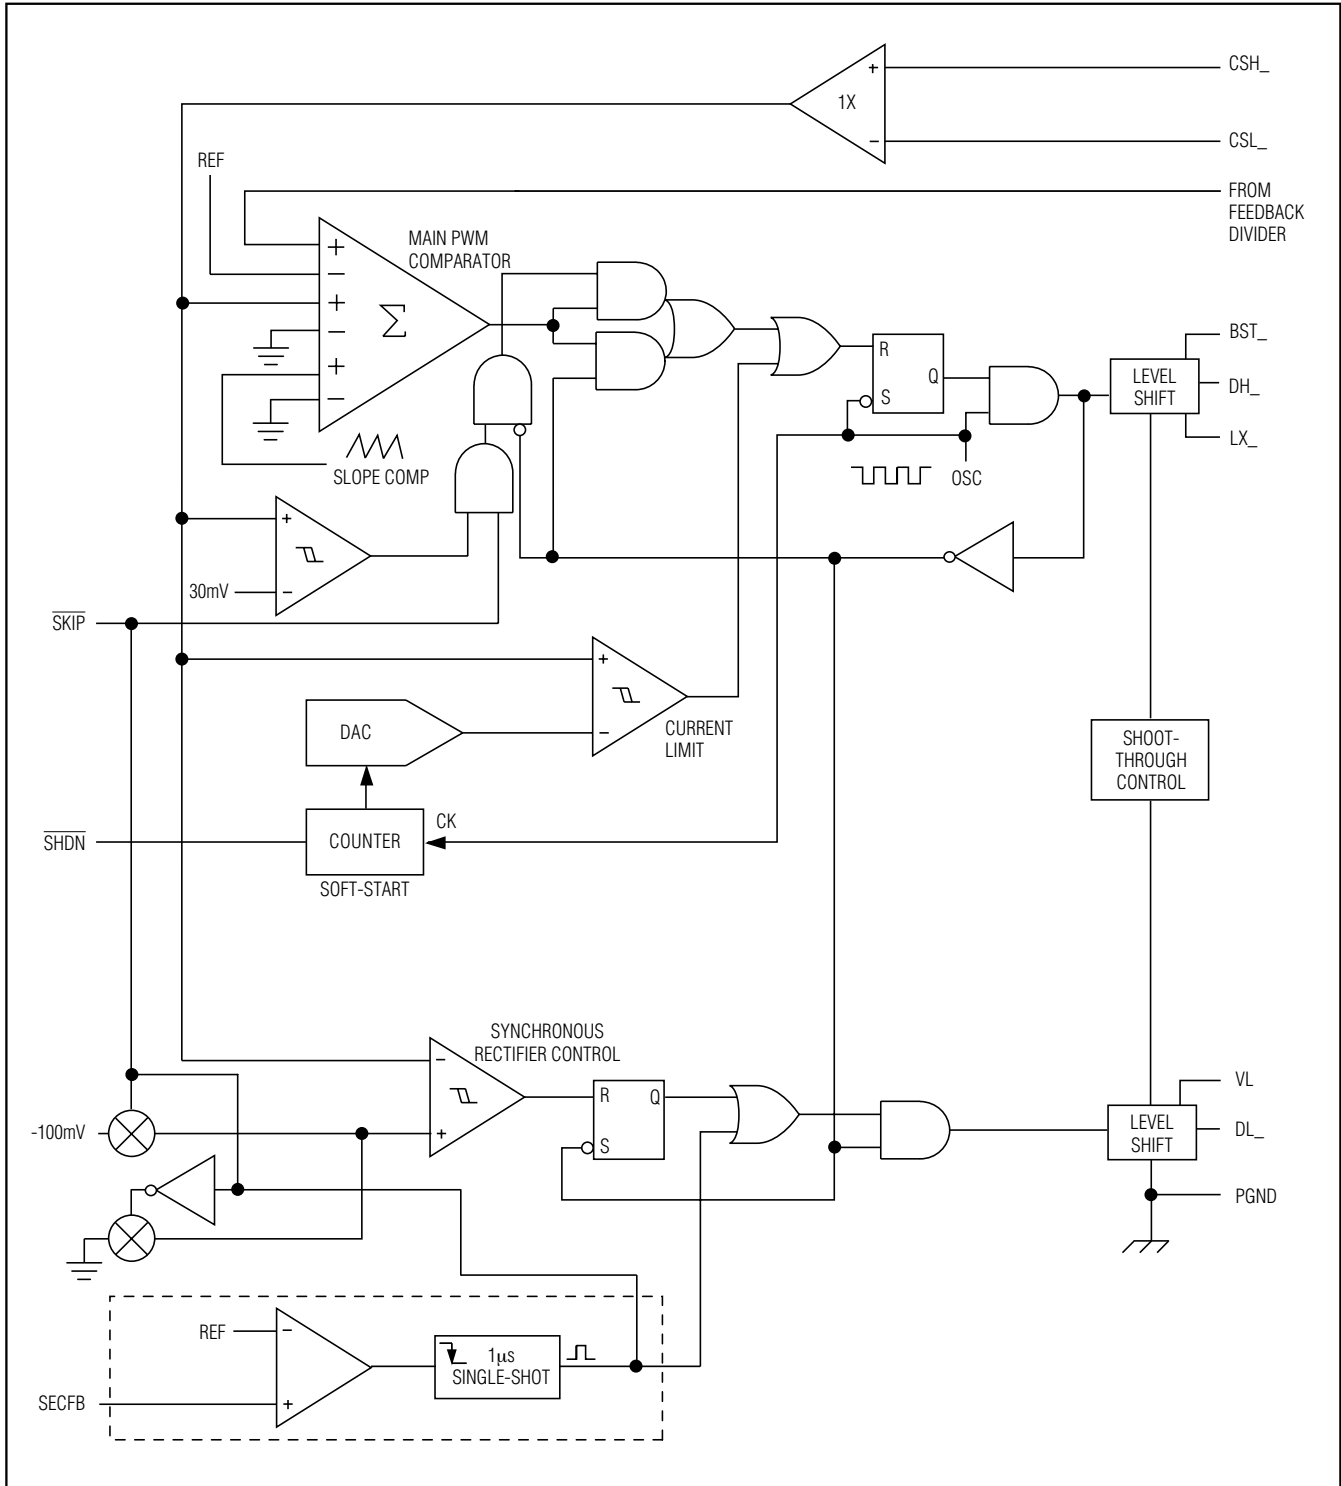 CSH_
1X
+
−
CSL_
REF
FROM
FEEDBACK
DIVIDER
MAIN PWM
COMPARATOR
+
−
+
−
+
−
Σ
R
Q
S
BST_
LEVEL
SHIFT
DH_
LX_
SLOPE COMP
OSC
+
30mV
−
SKIP
+
−
CURRENT
LIMIT
DAC
SHOOT-
THROUGH
CONTROL
SHDN
COUNTER
CK
SOFT-START
SYNCHRONOUS
RECTIFIER CONTROL
−
+
R
Q
S
VL
LEVEL
SHIFT
DL_
-100mV
PGND
REF
−
1µs
SINGLE-SHOT
SECFB
+